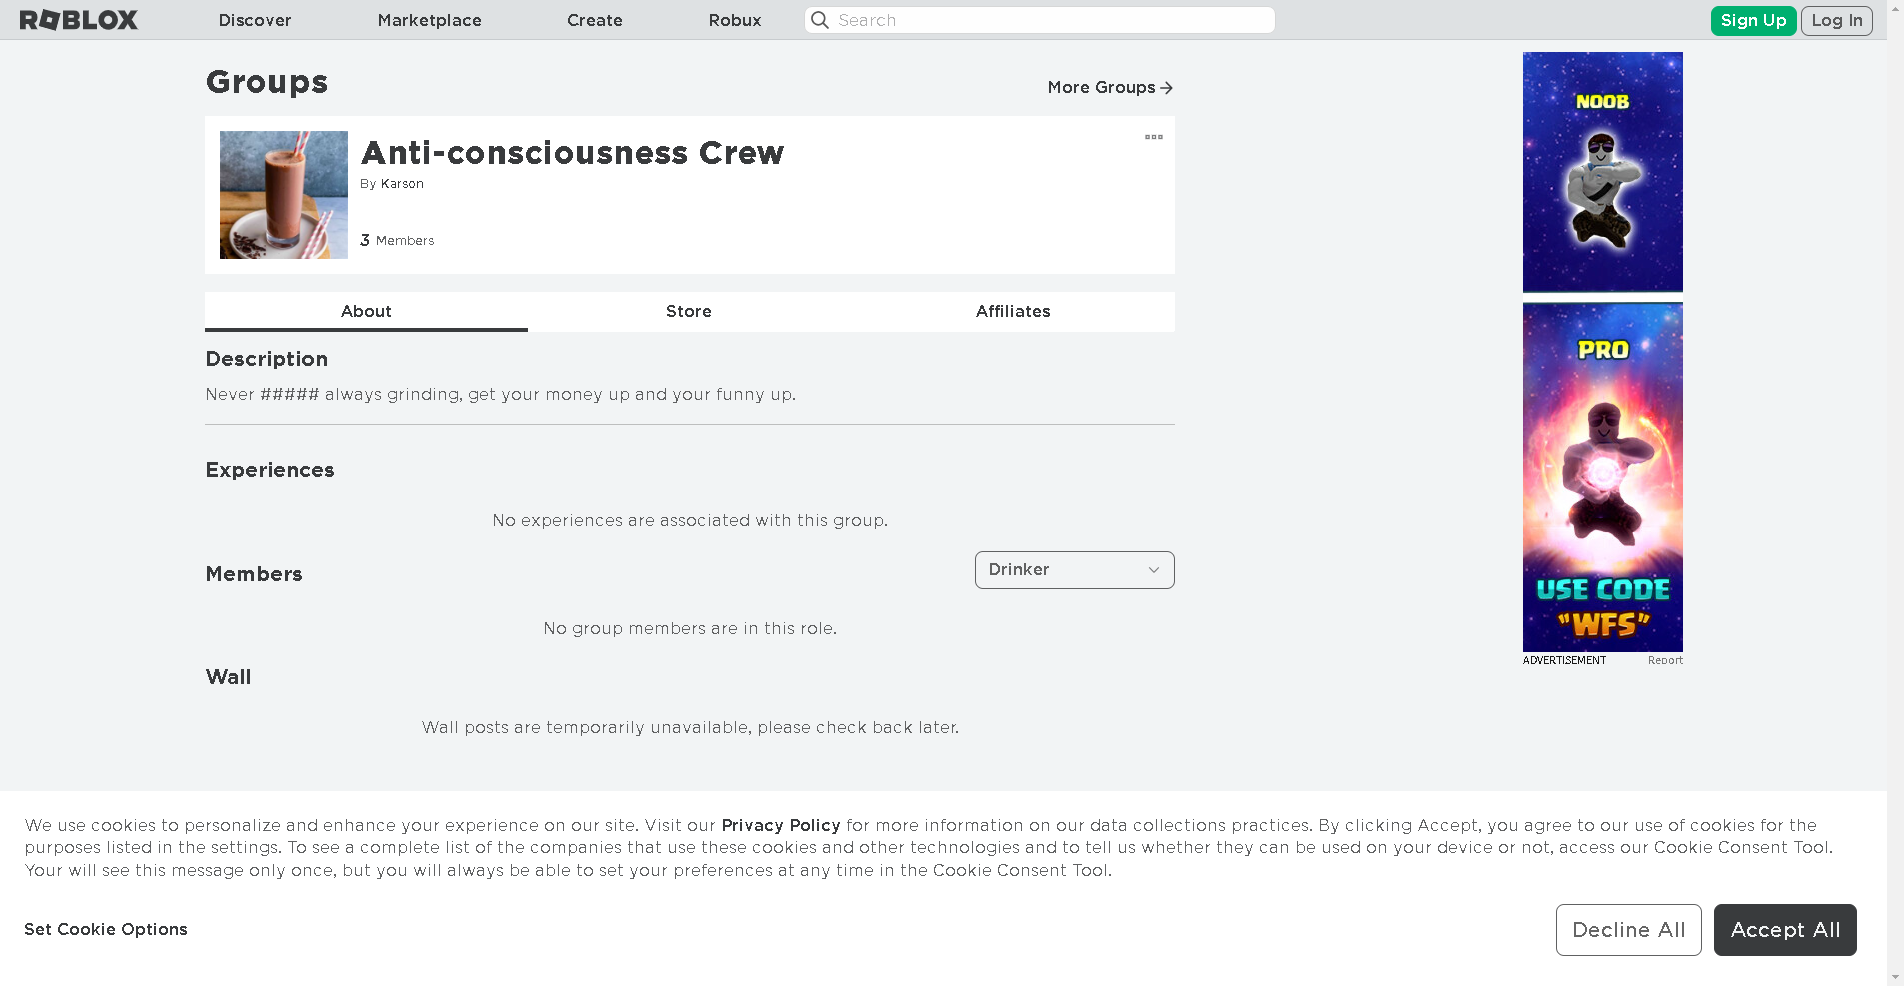 ROBLOX
Discover
Marketplace
Create
Robux
Search
Sign Up
Log In
Groups
More Groups
Anti-consciousness Crew
By Karson
3 Members
About
Store
Affiliates
Description
Never ##### always grinding, get your money up and your funny up.
Experiences
No experiences are associated with this group.
Members
Drinker
No group members are in this role.
Wall
Wall posts are temporarily unavailable, please check back later.
NOOB
PRO
USE CODE
"WFS"
ADVERTISEMENT
Report
We use cookies to personalize and enhance your experience on our site. Visit our Privacy Policy for more information on our data collections practices. By clicking Accept, you agree to our use of cookies for the
purposes listed in the settings. To see a complete list of the companies that use these cookies and other technologies and to tell us whether they can be used on your device or not, access our Cookie Consent Tool.
Your will see this message only once, but you will always be able to set your preferences at any time in the Cookie Consent Tool.
Set Cookie Options
Decline All
Accept All